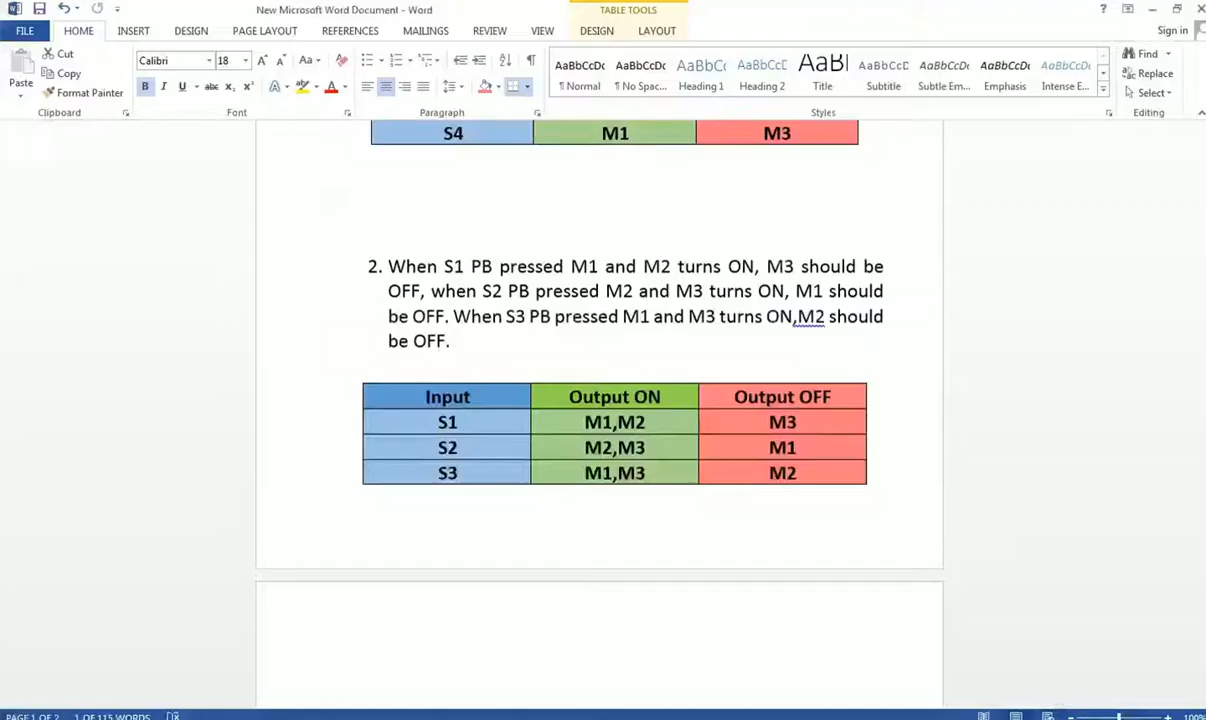 New Microsoft Word Document - Word
TABLE TOOLS
?
Sign in
FILE HOME INSERT DESIGN PAGE LAYOUT REFERENCES MAILINGS REVIEW VIEW DESIGN LAYOUT
Paste
Cut
Copy
Format Painter
Clipboard
Calibri 18
Aa
B I U abc x₂ x² A A
Font
Paragraph
AaBbCcDc AaBbCcDc AaBbCc AaBbCcC AaBl AaBbCcD AaBbCcDc AaBbCcDc AaBbCcDc
¶ Normal ¶ No Spac... Heading 1 Heading 2 Title Subtitle Subtle Em... Emphasis Intense E...
Styles
Find
Replace
Select
Editing
S4 M1 M3
2. When S1 PB pressed M1 and M2 turns ON, M3 should be
OFF, when S2 PB pressed M2 and M3 turns ON, M1 should
be OFF. When S3 PB pressed M1 and M3 turns ON,M2 should
be OFF.
Input Output ON Output OFF
S1 M1,M2 M3
S2 M2,M3 M1
S3 M1,M3 M2
PAGE 1 OF 2 1 OF 115 WORDS 100%